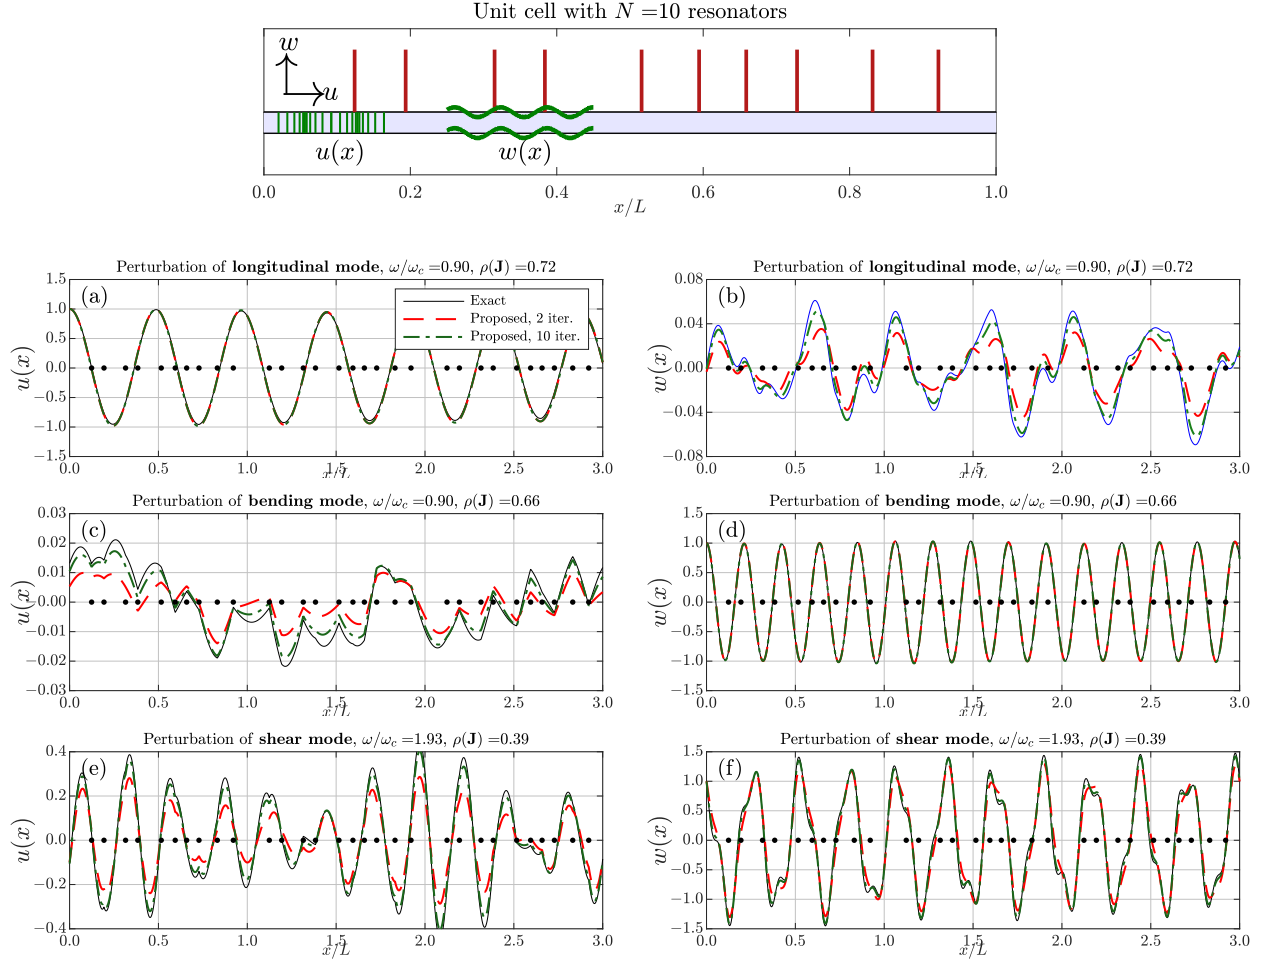 Unit cell with N =10 resonators
w
u
u(x)
w(x)
0.0 0.2 0.4 0.6 0.8 1.0
x/L
Perturbation of longitudinal mode, ω/ω_c =0.90, ρ(J) =0.72
(a)
Exact
Proposed, 2 iter.
Proposed, 10 iter.
1.5
1.0
0.5
0.0
−0.5
−1.0
−1.5
u(x)
0.0 0.5 1.0 1.5 2.0 2.5 3.0
x/L
Perturbation of longitudinal mode, ω/ω_c =0.90, ρ(J) =0.72
(b)
0.08
0.04
0.00
−0.04
−0.08
w(x)
0.0 0.5 1.0 1.5 2.0 2.5 3.0
x/L
Perturbation of bending mode, ω/ω_c =0.90, ρ(J) =0.66
(c)
0.03
0.02
0.01
0.00
−0.01
−0.02
−0.03
u(x)
0.0 0.5 1.0 1.5 2.0 2.5 3.0
x/L
Perturbation of bending mode, ω/ω_c =0.90, ρ(J) =0.66
(d)
1.5
1.0
0.5
0.0
−0.5
−1.0
−1.5
w(x)
0.0 0.5 1.0 1.5 2.0 2.5 3.0
x/L
Perturbation of shear mode, ω/ω_c =1.93, ρ(J) =0.39
(e)
0.4
0.2
0.0
−0.2
−0.4
u(x)
0.0 0.5 1.0 1.5 2.0 2.5 3.0
x/L
Perturbation of shear mode, ω/ω_c =1.93, ρ(J) =0.39
(f)
1.5
1.0
0.5
0.0
−0.5
−1.0
−1.5
w(x)
0.0 0.5 1.0 1.5 2.0 2.5 3.0
x/L